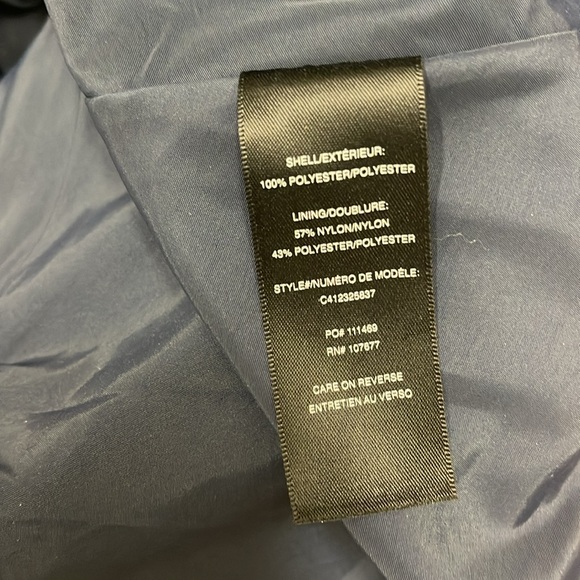 SHELL/EXTÉRIEUR:
100% POLYESTER/POLYESTER
LINING/DOUBLURE:
57% NYLON/NYLON
43% POLYESTER/POLYESTER
STYLE#/NUMÉRO DE MODÈLE:
C412325837
PO# 111469
RN# 107677
CARE ON REVERSE
ENTRETIEN AU VERSO